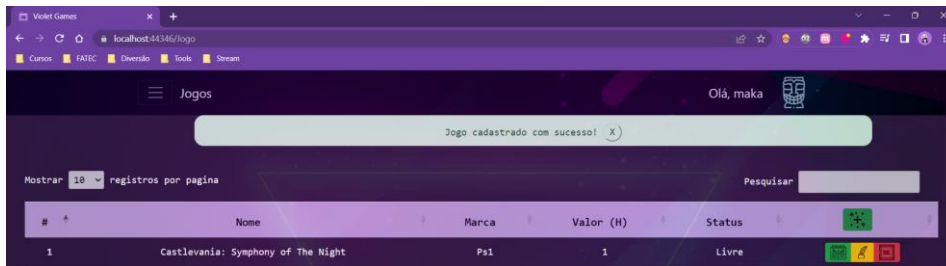 Violet Games
localhost:44346/Jogo
Cursos FATEC Diversão Tools Stream
Jogos Olá, maka
Jogo cadastrado com sucesso! X
Mostrar 10 registros por pagina Pesquisar
# Nome Marca Valor (H) Status
1 Castlevania: Symphony of The Night Ps1 1 Livre